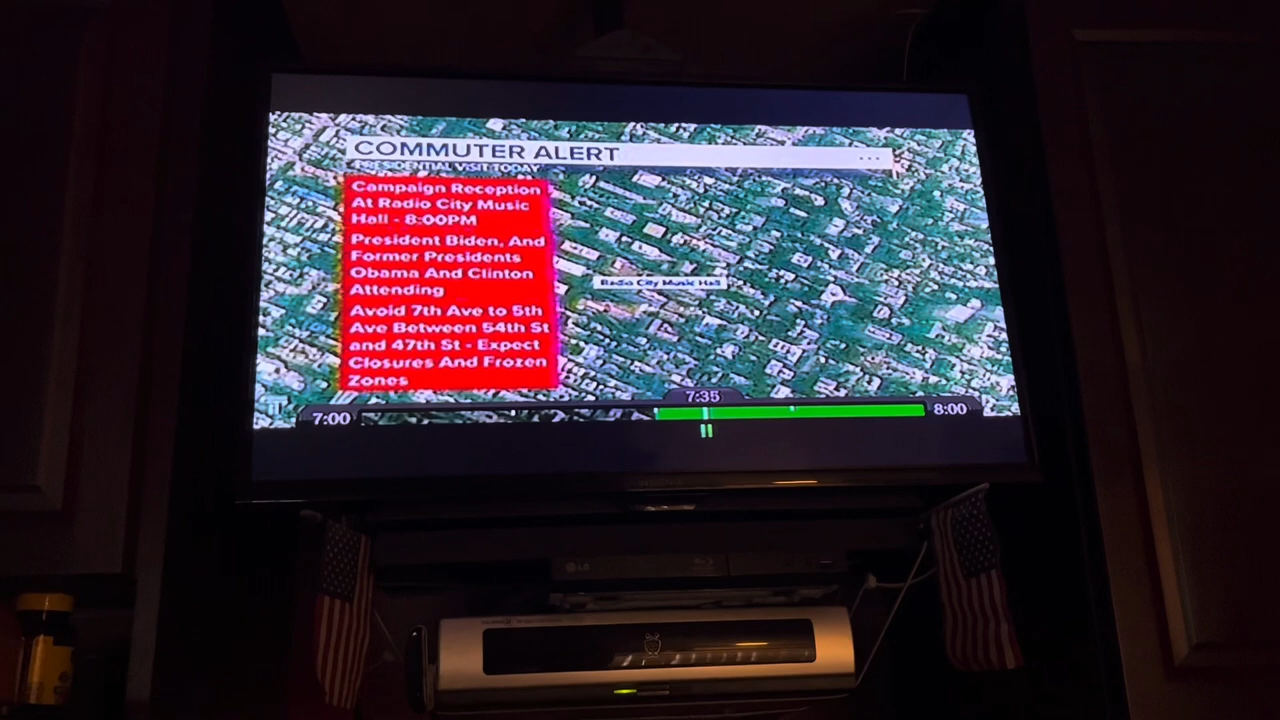 COMMUTER ALERT
PRESIDENTIAL VISIT TODAY
Campaign Reception
At Radio City Music
Hall - 8:00PM
President Biden, And
Former Presidents
Obama And Clinton
Attending
Avoid 7th Ave to 5th
Ave Between 54th St
and 47th St - Expect
Closures And Frozen
Zones
Radio City Music Hall
7:35
7:00
8:00
INSIGNIA
LG